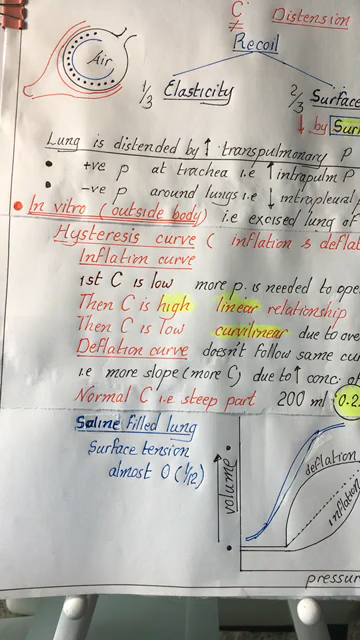 C
≠ Distension
Recoil
Air
1/3 Elasticity 2/3 Surface
↓ by Surf
Lung is distended by ↑ transpulmonary P
• +ve p at trachea i.e ↑ intrapulm P
• -ve p around lungs i.e ↓ intrapleural p
• In vitro (outside body) i.e excised lung of
Hysteresis curve ( inflation & deflat
Inflation curve
1st C is low more p. is needed to ope
Then C is high linear relationship
Then C is low curvilinear due to ove
Deflation curve doesn't follow same cu
i.e more slope (more C) due to ↑ conc. of
Normal C i.e steep part 200 ml 0.2
Saline filled lung
Surface tension
almost 0 (1/12)
volume
deflation
inflation
pressur